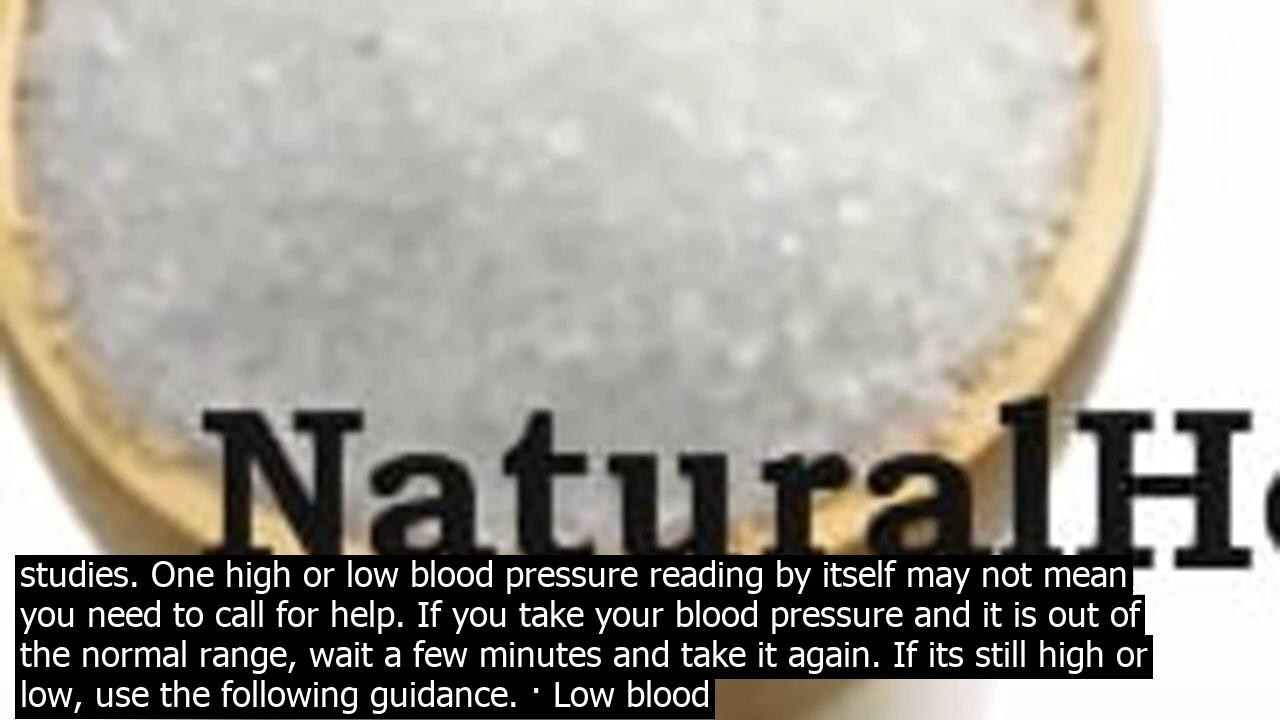 NaturalH
studies. One high or low blood pressure reading by itself may not mean
you need to call for help. If you take your blood pressure and it is out of
the normal range, wait a few minutes and take it again. If its still high or
low, use the following guidance. · Low blood